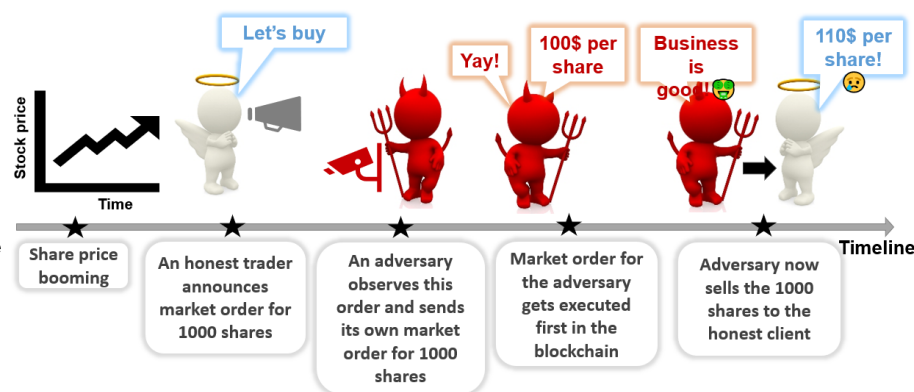 Let's buy
Yay!
100$ per
share
Business
is
good!
110$ per
share!
Stock price
Time
Timeline
Share price
booming
An honest trader
announces
market order for
1000 shares
An adversary
observes this
order and sends
its own market
order for 1000
shares
Market order for
the adversary
gets executed
first in the
blockchain
Adversary now
sells the 1000
shares to the
honest client